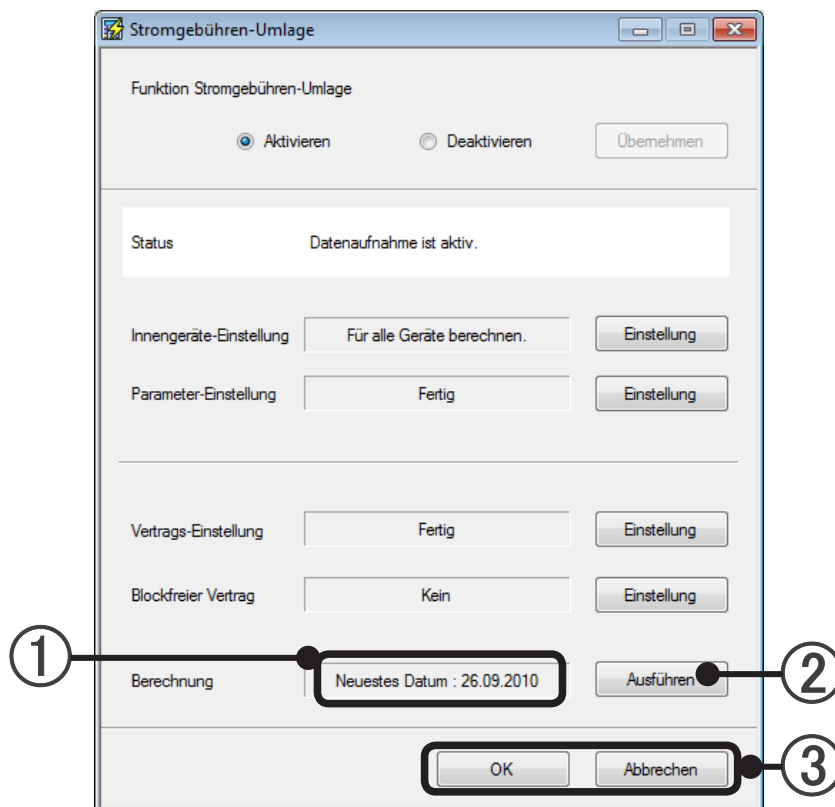 Stromgebühren-Umlage
Funktion Stromgebühren-Umlage
Aktivieren Deaktivieren Übernehmen
Status Datenaufnahme ist aktiv.
Innengeräte-Einstellung Für alle Geräte berechnen. Einstellung
Parameter-Einstellung Fertig Einstellung
Vertrags-Einstellung Fertig Einstellung
Blockfreier Vertrag Kein Einstellung
1 Berechnung Neuestes Datum : 26.09.2010 Ausführen 2
OK Abbrechen 3